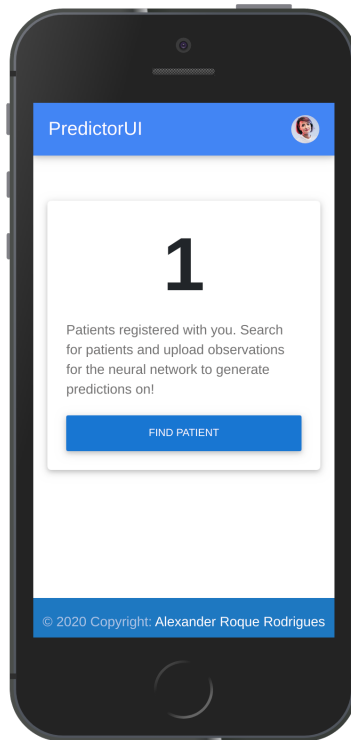 PredictorUI
1
Patients registered with you. Search
for patients and upload observations
for the neural network to generate
predictions on!
FIND PATIENT
© 2020 Copyright: Alexander Roque Rodrigues